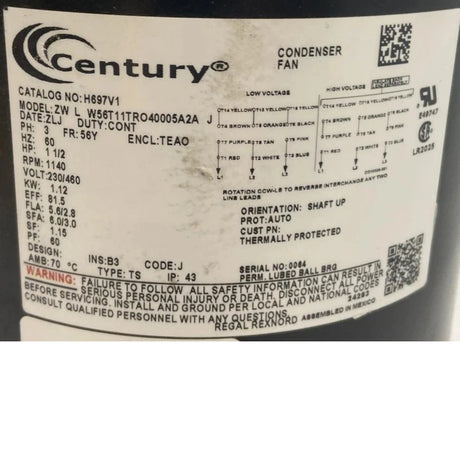 Century®
CONDENSER
FAN
CATALOG NO: H697V1
MODEL: ZW L W56T11TRO40005A2A J
DATE: ZLJ DUTY: CONT
PH: 3 FR: 56Y ENCL: TEAO
HZ: 60
HP: 1 1/2
RPM: 1140
VOLT: 230/460
KW: 1.12
EFF: 81.5
FLA: 5.6/2.8
SFA: 6.0/3.0
SF: 1.15
PF: 60
DESIGN:
AMB: 70 °C
INS: B3 CODE: J
TYPE: TS IP: 43
LOW VOLTAGE
HIGH VOLTAGE
L1 L2 L3
ROTATION CCW-LE TO REVERSE INTERCHANGE ANY TWO
LINE LEADS
ORIENTATION: SHAFT UP
PROT: AUTO
CUST PN:
THERMALLY PROTECTED
SERIAL NO: 0064
PERM. LUBED BALL BRG
LR2025
WARNING: FAILURE TO FOLLOW ALL SAFETY INFORMATION CAN RESULT IN
SERIOUS PERSONAL INJURY OR DEATH. DISCONNECT ALL POWER
BEFORE SERVICING. INSTALL AND GROUND PER LOCAL AND NATIONAL CODES
CONSULT QUALIFIED PERSONNEL WITH ANY QUESTIONS.
REGAL REXNORD ASSEMBLED IN MEXICO